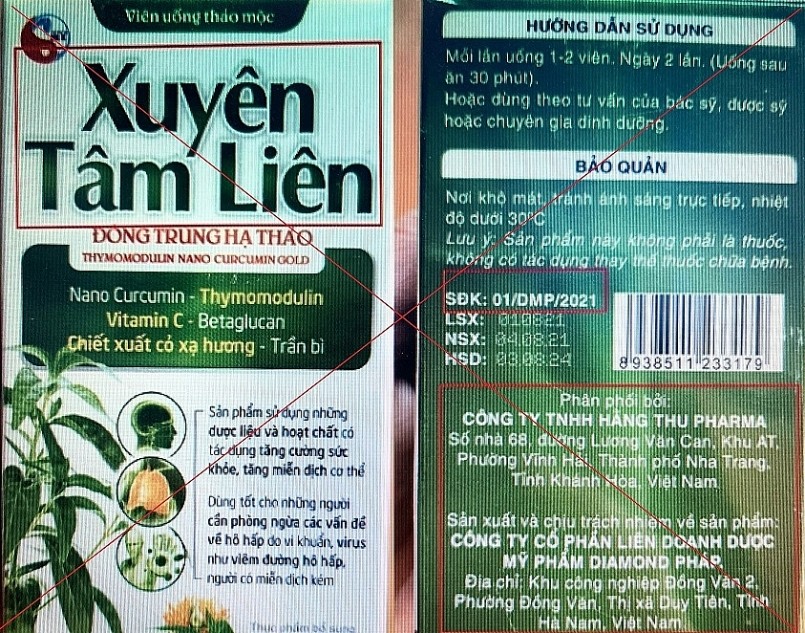 Viên uống thảo mộc
Xuyên
Tâm Liên
ĐÔNG TRÙNG HẠ THẢO
THYMOMODULIN NANO CURCUMIN GOLD
Nano Curcumin - Thymomodulin
Vitamin C - Betaglucan
Chiết xuất cỏ xạ hương - Trần bì
Sản phẩm sử dụng những
dược liệu và hoạt chất có
tác dụng tăng cường sức
khỏe, tăng miễn dịch cơ thể
Dùng tốt cho những người
cần phòng ngừa các vấn đề
về hô hấp do vi khuẩn, virus
như viêm đường hô hấp,
người có miễn dịch kém
Thực phẩm bổ sung
HƯỚNG DẪN SỬ DỤNG
Mỗi lần uống 1-2 viên. Ngày 2 lần. (Uống sau
ăn 30 phút).
Hoặc dùng theo tư vấn của bác sỹ, dược sỹ
hoặc chuyên gia dinh dưỡng.
BẢO QUẢN
Nơi khô mát, tránh ánh sáng trực tiếp, nhiệt
độ dưới 30°C
Lưu ý: Sản phẩm này không phải là thuốc,
không có tác dụng thay thế thuốc chữa bệnh.
SĐK: 01/DMP/2021
LSX: 010821
NSX: 04.08.21
HSD: 03.08.24
8 938511 233179
Phân phối bởi:
CÔNG TY TNHH HẰNG THU PHARMA
Số nhà 68, đường Lương Văn Can, Khu AT,
Phường Vĩnh Hải, Thành phố Nha Trang,
Tỉnh Khánh Hòa, Việt Nam
Sản xuất và chịu trách nhiệm về sản phẩm:
CÔNG TY CỔ PHẦN LIÊN DOANH DƯỢC
MỸ PHẨM DIAMOND PHAP
Địa chỉ: Khu công nghiệp Đồng Văn 2,
Phường Đồng Văn, Thị xã Duy Tiên, Tỉnh
Hà Nam, Việt Nam